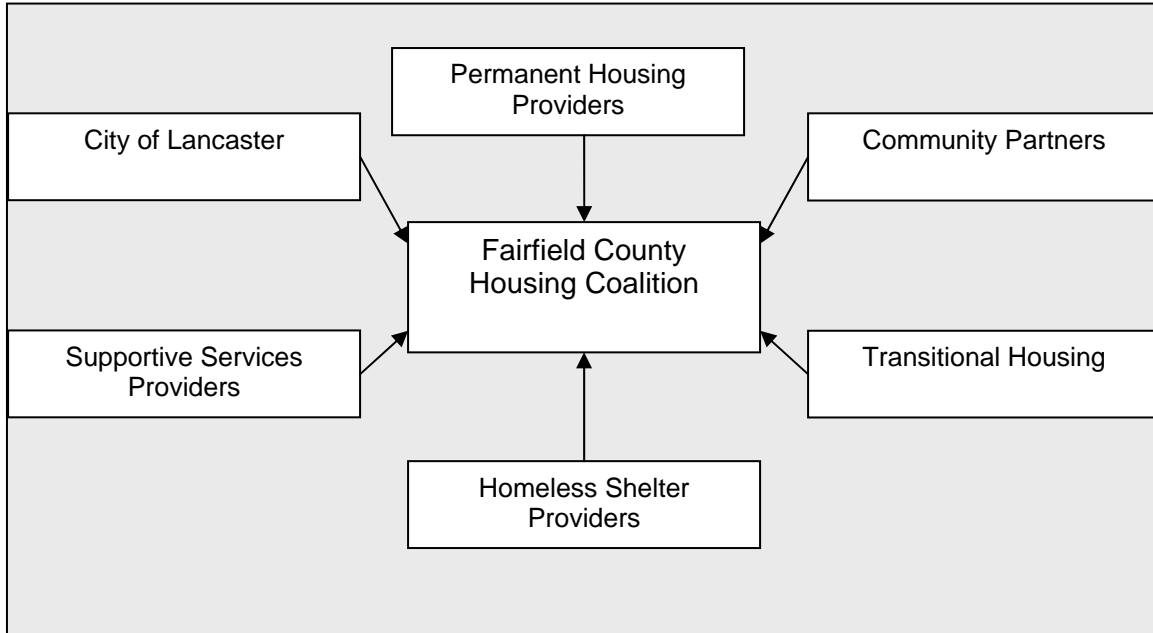 Permanent Housing
Providers
City of Lancaster
Community Partners
Fairfield County
Housing Coalition
Supportive Services
Providers
Transitional Housing
Homeless Shelter
Providers